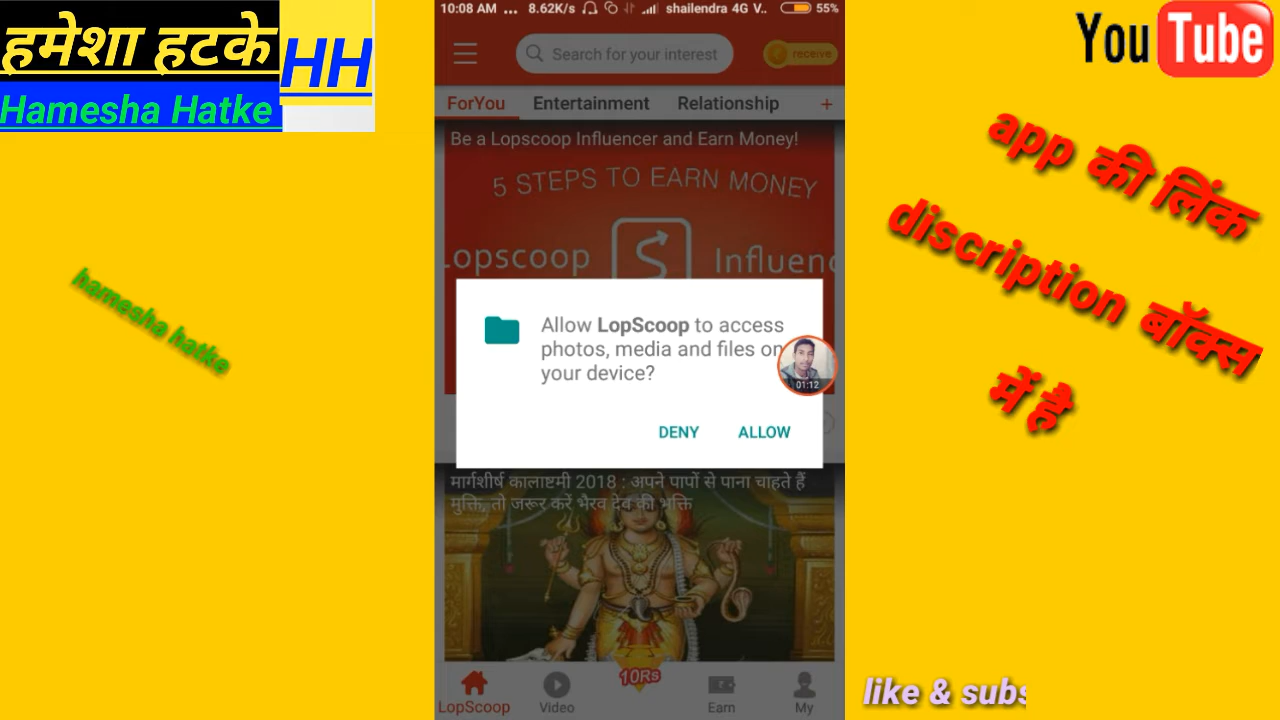 हमेशा हटके
HH
Hamesha Hatke
hamesha hatke
10:08 AM ... 8.62K/s shailendra 4G V.. 55%
Search for your interest
receive
ForYou Entertainment Relationship +
Be a Lopscoop Influencer and Earn Money!
5 STEPS TO EARN MONEY
Lopscoop Influenc
Allow LopScoop to access
photos, media and files on
your device?
01:12
DENY ALLOW
मार्गशीर्ष कालाष्टमी 2018 : अपने पापों से पाना चाहते हैं
मुक्ति, तो जरूर करें भैरव देव की भक्ति
10Rs
LopScoop Video Earn My
You Tube
app की लिंक
discription बॉक्स
में है
like & subs